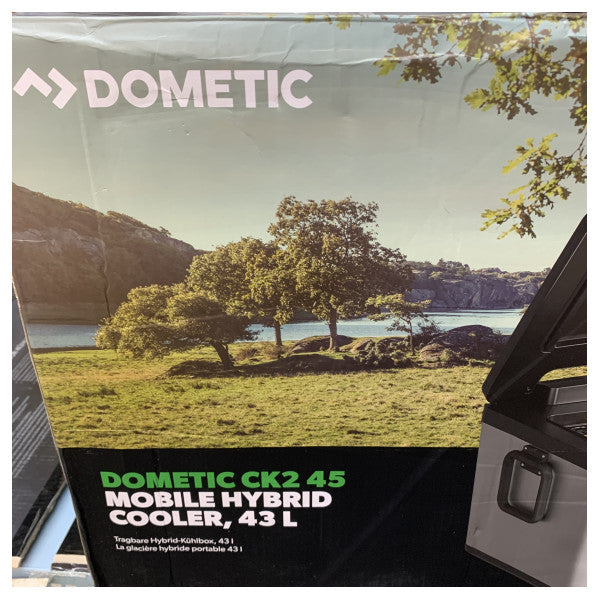 DOMETIC
DOMETIC CK2 45
MOBILE HYBRID
COOLER, 43 L
Tragbare Hybrid-Kühlbox, 43 l
La glacière hybride portable 43 l